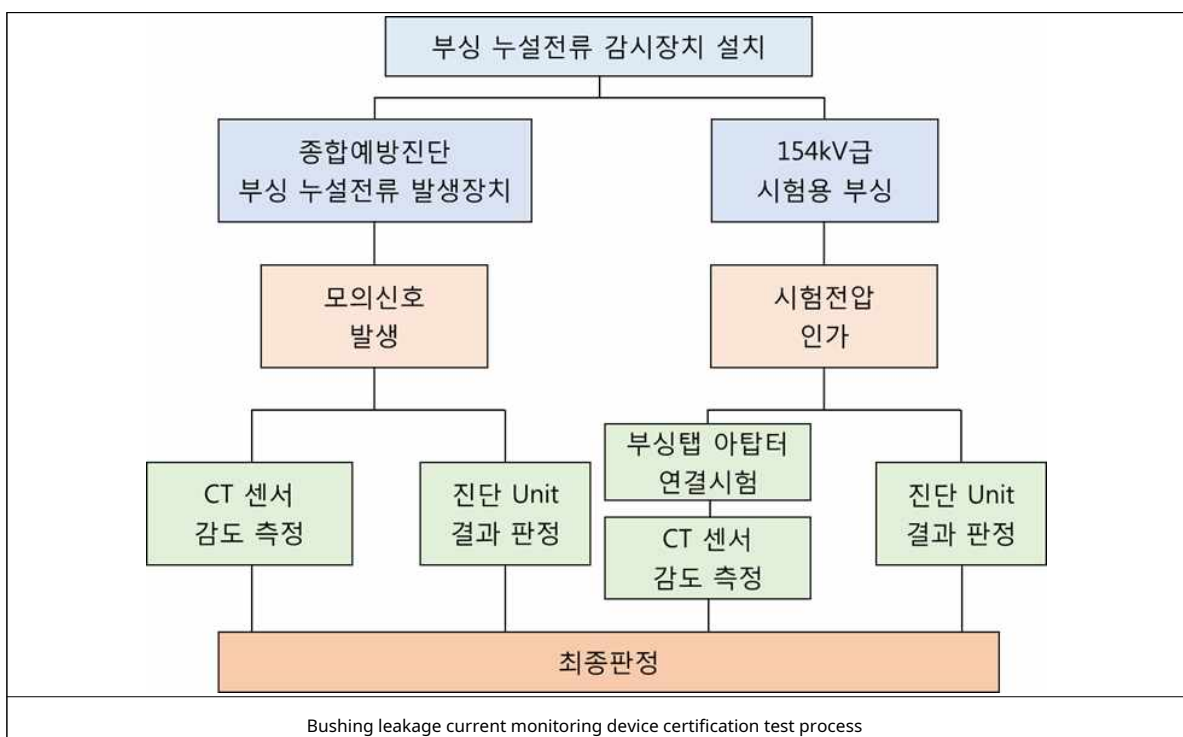 부싱 누설전류 감시장치 설치
종합예방진단
부싱 누설전류 발생장치
154kV급
시험용 부싱
모의신호
발생
시험전압
인가
CT 센서
감도 측정
진단 Unit
결과 판정
부싱탭 아탑터
연결시험
CT 센서
감도 측정
진단 Unit
결과 판정
최종판정
Bushing leakage current monitoring device certification test process